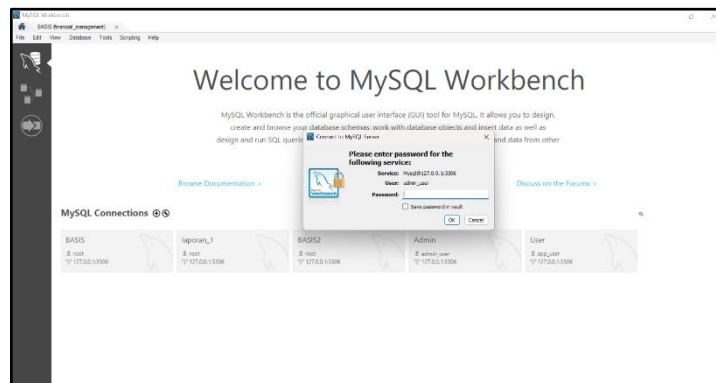 MySQL Workbench
BASIS (financial_management) ×
File Edit View Database Tools Scripting Help
Welcome to MySQL Workbench
MySQL Workbench is the official graphical user interface (GUI) tool for MySQL. It allows you to design,
create and browse your database schemas, work with database objects and insert data as well as
design and run SQL querie
and data from other
Connect to MySQL Server
Please enter password for the
following service:
Service: Mysql@127.0.0.1:3306
User: admin_user
Password:
Save password in vault
OK Cancel
MySQL
Workbench
Browse Documentation >
Discuss on the Forums >
MySQL Connections
BASIS
root
127.0.0.1:3306
laporan_1
root
127.0.0.1:3306
BASIS2
root
127.0.0.1:3306
Admin
admin_user
127.0.0.1:3306
User
app_user
127.0.0.1:3306